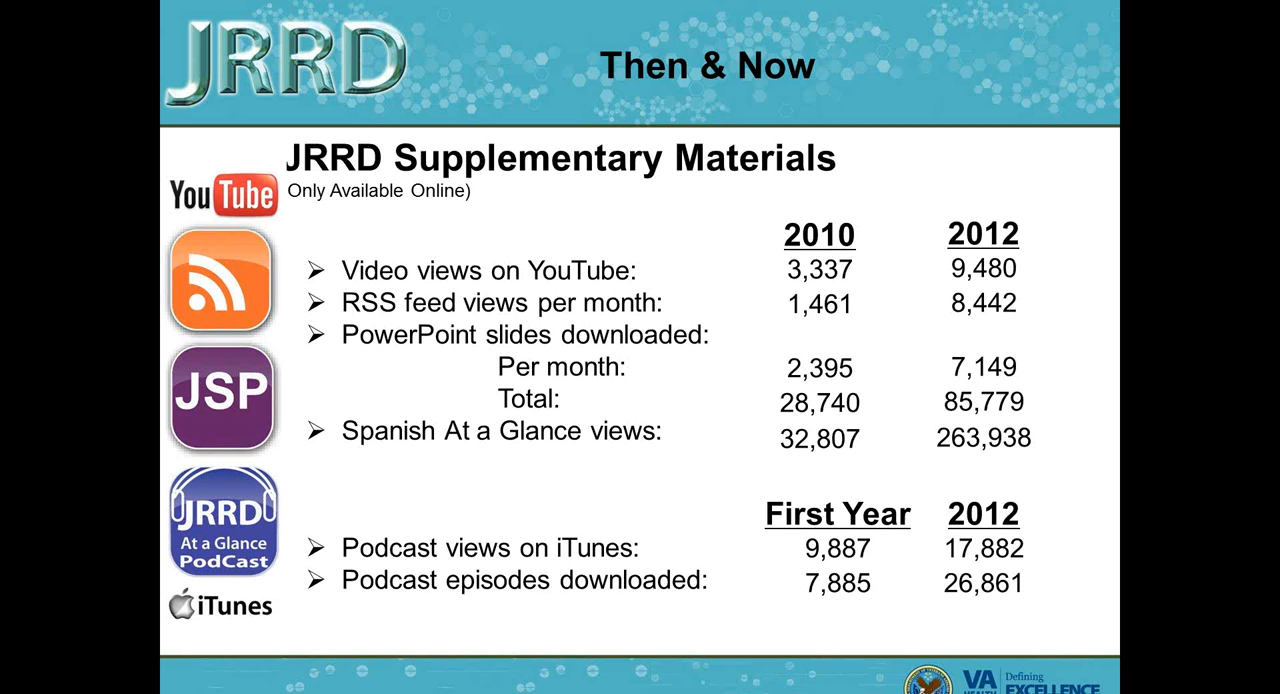 JRRD
Then & Now
JRRD Supplementary Materials
YouTube
Only Available Online)
2010 2012
Video views on YouTube: 3,337 9,480
RSS feed views per month: 1,461 8,442
PowerPoint slides downloaded:
Per month: 2,395 7,149
JSP
Total: 28,740 85,779
Spanish At a Glance views: 32,807 263,938
First Year 2012
JRRD
At a Glance
PodCast
Podcast views on iTunes: 9,887 17,882
Podcast episodes downloaded: 7,885 26,861
iTunes
VA
HEALTH
Defining
EXCELLENCE